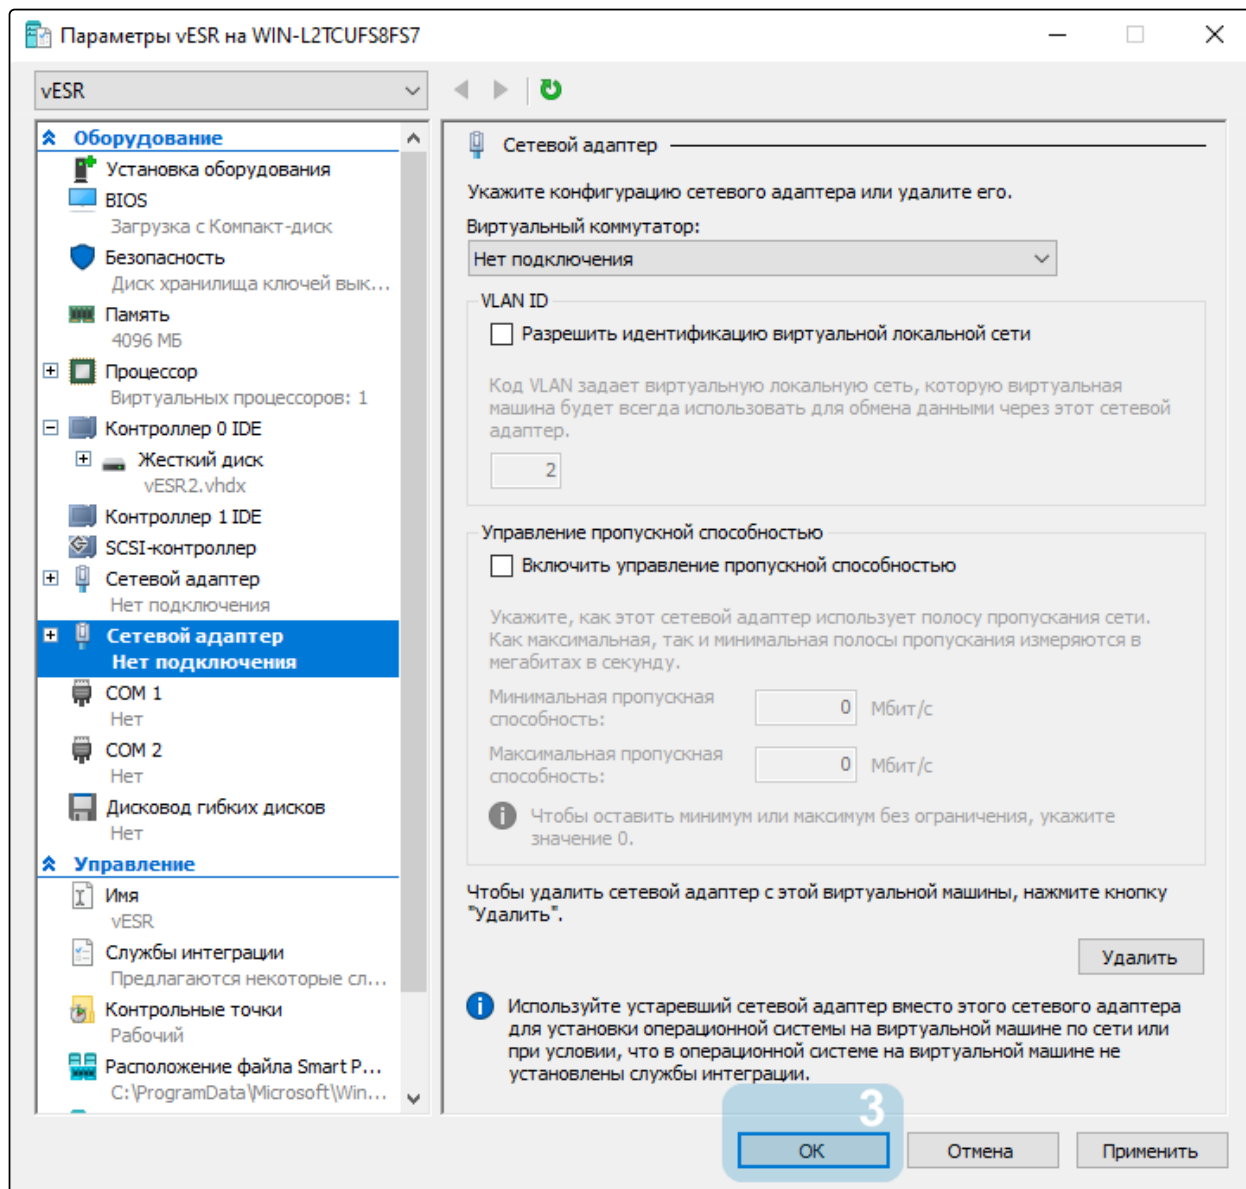 Параметры vESR на WIN-L2TCUFS8FS7
vESR
Оборудование
Установка оборудования
BIOS
Загрузка с Компакт-диск
Безопасность
Диск хранилища ключей вык...
Память
4096 МБ
Процессор
Виртуальных процессоров: 1
Контроллер 0 IDE
Жесткий диск
vESR2.vhdx
Контроллер 1 IDE
SCSI-контроллер
Сетевой адаптер
Нет подключения
Сетевой адаптер
Нет подключения
COM 1
Нет
COM 2
Нет
Дисковод гибких дисков
Нет
Управление
Имя
vESR
Службы интеграции
Предлагаются некоторые сл...
Контрольные точки
Рабочий
Расположение файла Smart P...
C:\ProgramData\Microsoft\Win...
Сетевой адаптер
Укажите конфигурацию сетевого адаптера или удалите его.
Виртуальный коммутатор:
Нет подключения
VLAN ID
Разрешить идентификацию виртуальной локальной сети
Код VLAN задает виртуальную локальную сеть, которую виртуальная
машина будет всегда использовать для обмена данными через этот сетевой
адаптер.
2
Управление пропускной способностью
Включить управление пропускной способностью
Укажите, как этот сетевой адаптер использует полосу пропускания сети.
Как максимальная, так и минимальная полосы пропускания измеряются в
мегабитах в секунду.
Минимальная пропускная
способность:
0 Мбит/с
Максимальная пропускная
способность:
0 Мбит/с
Чтобы оставить минимум или максимум без ограничения, укажите
значение 0.
Чтобы удалить сетевой адаптер с этой виртуальной машины, нажмите кнопку
"Удалить".
Удалить
Используйте устаревший сетевой адаптер вместо этого сетевого адаптера
для установки операционной системы на виртуальной машине по сети или
при условии, что в операционной системе на виртуальной машине не
установлены службы интеграции.
3
ОК
Отмена
Применить